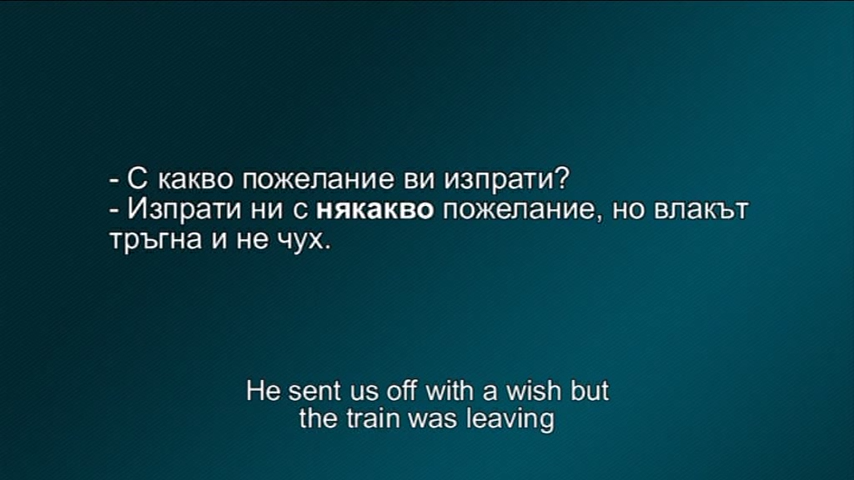 - С какво пожелание ви изпрати?
- Изпрати ни с някакво пожелание, но влакът
тръгна и не чух.
He sent us off with a wish but
the train was leaving